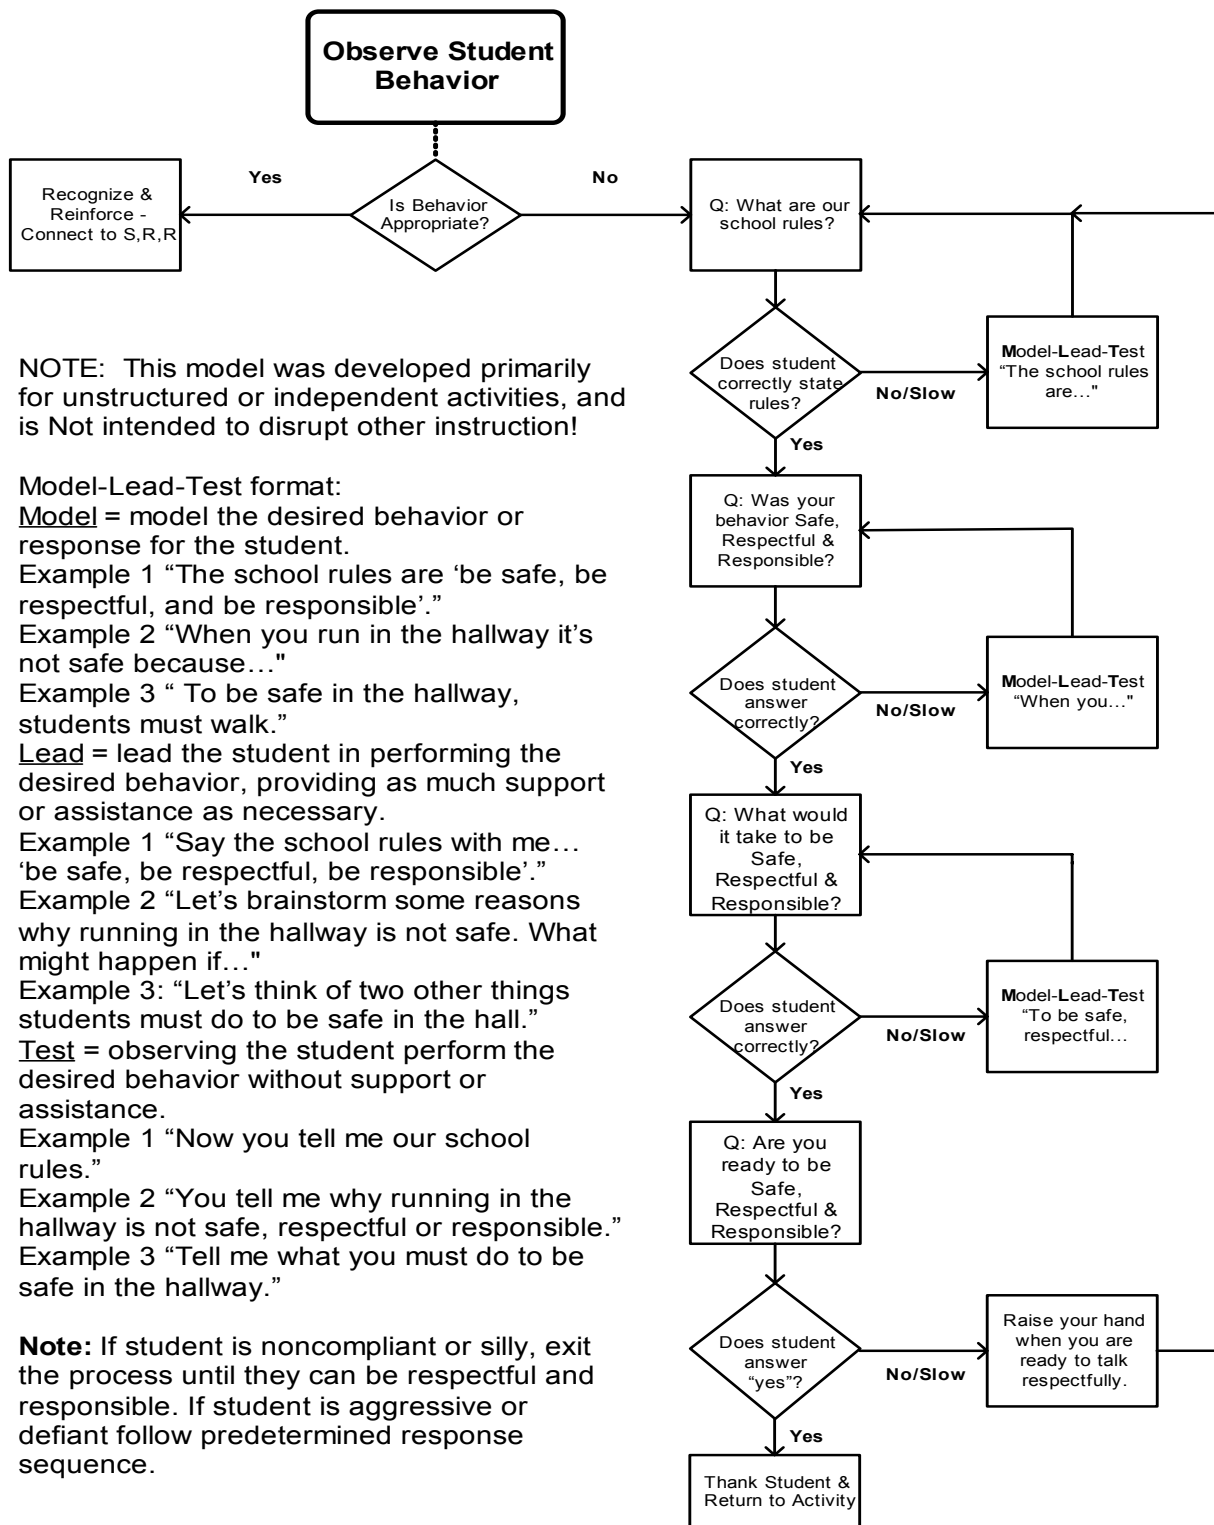 Observe Student
Behavior
Yes
No
Recognize &
Reinforce -
Connect to S,R,R
Is Behavior
Appropriate?
Q: What are our
school rules?
Does student
correctly state
rules?
No/Slow
Model-Lead-Test
“The school rules
are…"
Yes
Q: Was your
behavior Safe,
Respectful &
Responsible?
Does student
answer
correctly?
No/Slow
Model-Lead-Test
“When you…"
Yes
Q: What would
it take to be
Safe,
Respectful &
Responsible?
Does student
answer
correctly?
No/Slow
Model-Lead-Test
“To be safe,
respectful…
Yes
Q: Are you
ready to be
Safe,
Respectful &
Responsible?
Does student
answer
“yes”?
No/Slow
Raise your hand
when you are
ready to talk
respectfully.
Yes
Thank Student &
Return to Activity
NOTE:  This model was developed primarily
for unstructured or independent activities, and
is Not intended to disrupt other instruction!
Model-Lead-Test format:
Model = model the desired behavior or
response for the student.
Example 1 “The school rules are ‘be safe, be
respectful, and be responsible’.”
Example 2 “When you run in the hallway it’s
not safe because…"
Example 3 “ To be safe in the hallway,
students must walk.”
Lead = lead the student in performing the
desired behavior, providing as much support
or assistance as necessary.
Example 1 “Say the school rules with me…
‘be safe, be respectful, be responsible’.”
Example 2 “Let’s brainstorm some reasons
why running in the hallway is not safe. What
might happen if…"
Example 3: “Let’s think of two other things
students must do to be safe in the hall.”
Test = observing the student perform the
desired behavior without support or
assistance.
Example 1 “Now you tell me our school
rules.”
Example 2 “You tell me why running in the
hallway is not safe, respectful or responsible.”
Example 3 “Tell me what you must do to be
safe in the hallway.”
Note: If student is noncompliant or silly, exit
the process until they can be respectful and
responsible. If student is aggressive or
defiant follow predetermined response
sequence.